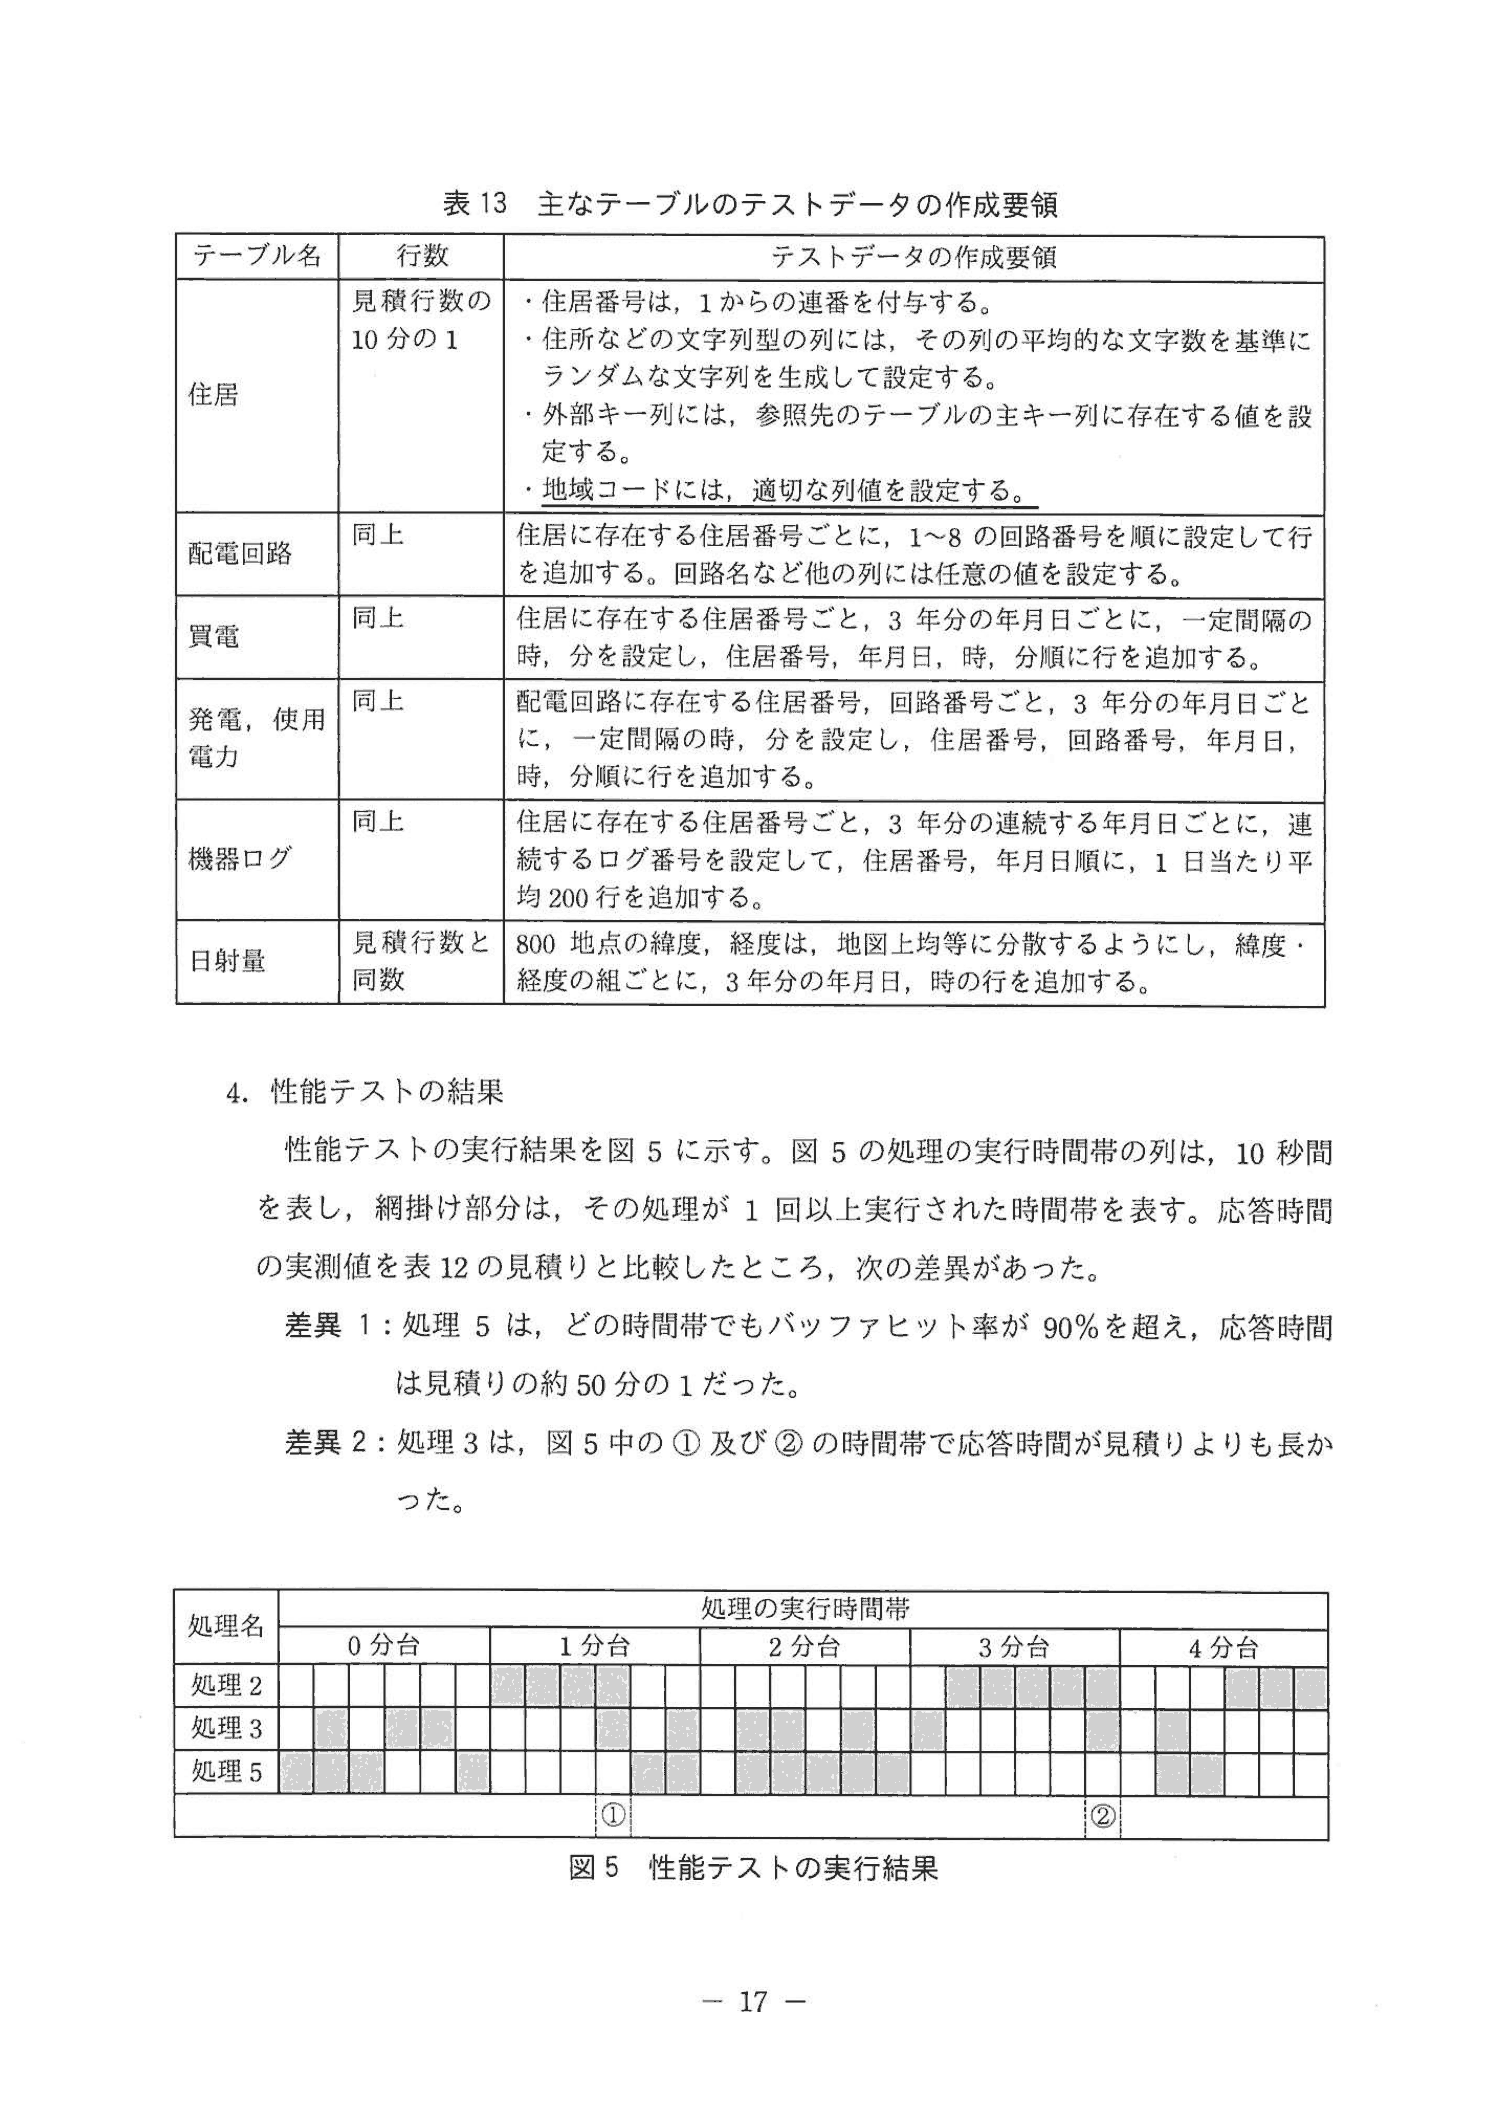 表 13　主なテーブルのテストデータの作成要領
テーブル名　行数　テストデータの作成要領
住居
見積行数の
10 分の 1
・住居番号は，1 からの連番を付与する。
・住所などの文字列型の列には，その列の平均的な文字数を基準に
ランダムな文字列を生成して設定する。
・外部キー列には，参照先のテーブルの主キー列に存在する値を設
定する。
・地域コードには，適切な列値を設定する。
配電回路
同上
住居に存在する住居番号ごとに，1～8 の回路番号を順に設定して行
を追加する。回路名など他の列には任意の値を設定する。
買電
同上
住居に存在する住居番号ごと，3 年分の年月日ごとに，一定間隔の
時，分を設定し，住居番号，年月日，時，分順に行を追加する。
発電，使用
電力
同上
配電回路に存在する住居番号，回路番号ごと，3 年分の年月日ごと
に，一定間隔の時，分を設定し，住居番号，回路番号，年月日，
時，分順に行を追加する。
機器ログ
同上
住居に存在する住居番号ごと，3 年分の連続する年月日ごとに，連
続するログ番号を設定して，住居番号，年月日順に，1 日当たり平
均 200 行を追加する。
日射量
見積行数と
同数
800 地点の緯度，経度は，地図上均等に分散するようにし，緯度・
経度の組ごとに，3 年分の年月日，時の行を追加する。
4．性能テストの結果
性能テストの実行結果を図 5 に示す。図 5 の処理の実行時間帯の列は，10 秒間
を表し，網掛け部分は，その処理が 1 回以上実行された時間帯を表す。応答時間
の実測値を表 12 の見積りと比較したところ，次の差異があった。
差異 1：処理 5 は，どの時間帯でもバッファヒット率が 90％を超え，応答時間
は見積りの約 50 分の 1 だった。
差異 2：処理 3 は，図 5 中の ① 及び ② の時間帯で応答時間が見積りよりも長か
った。
処理名　処理の実行時間帯
0 分台　1 分台　2 分台　3 分台　4 分台
処理 2
処理 3
処理 5
①　②
図 5　性能テストの実行結果
－ 17 －